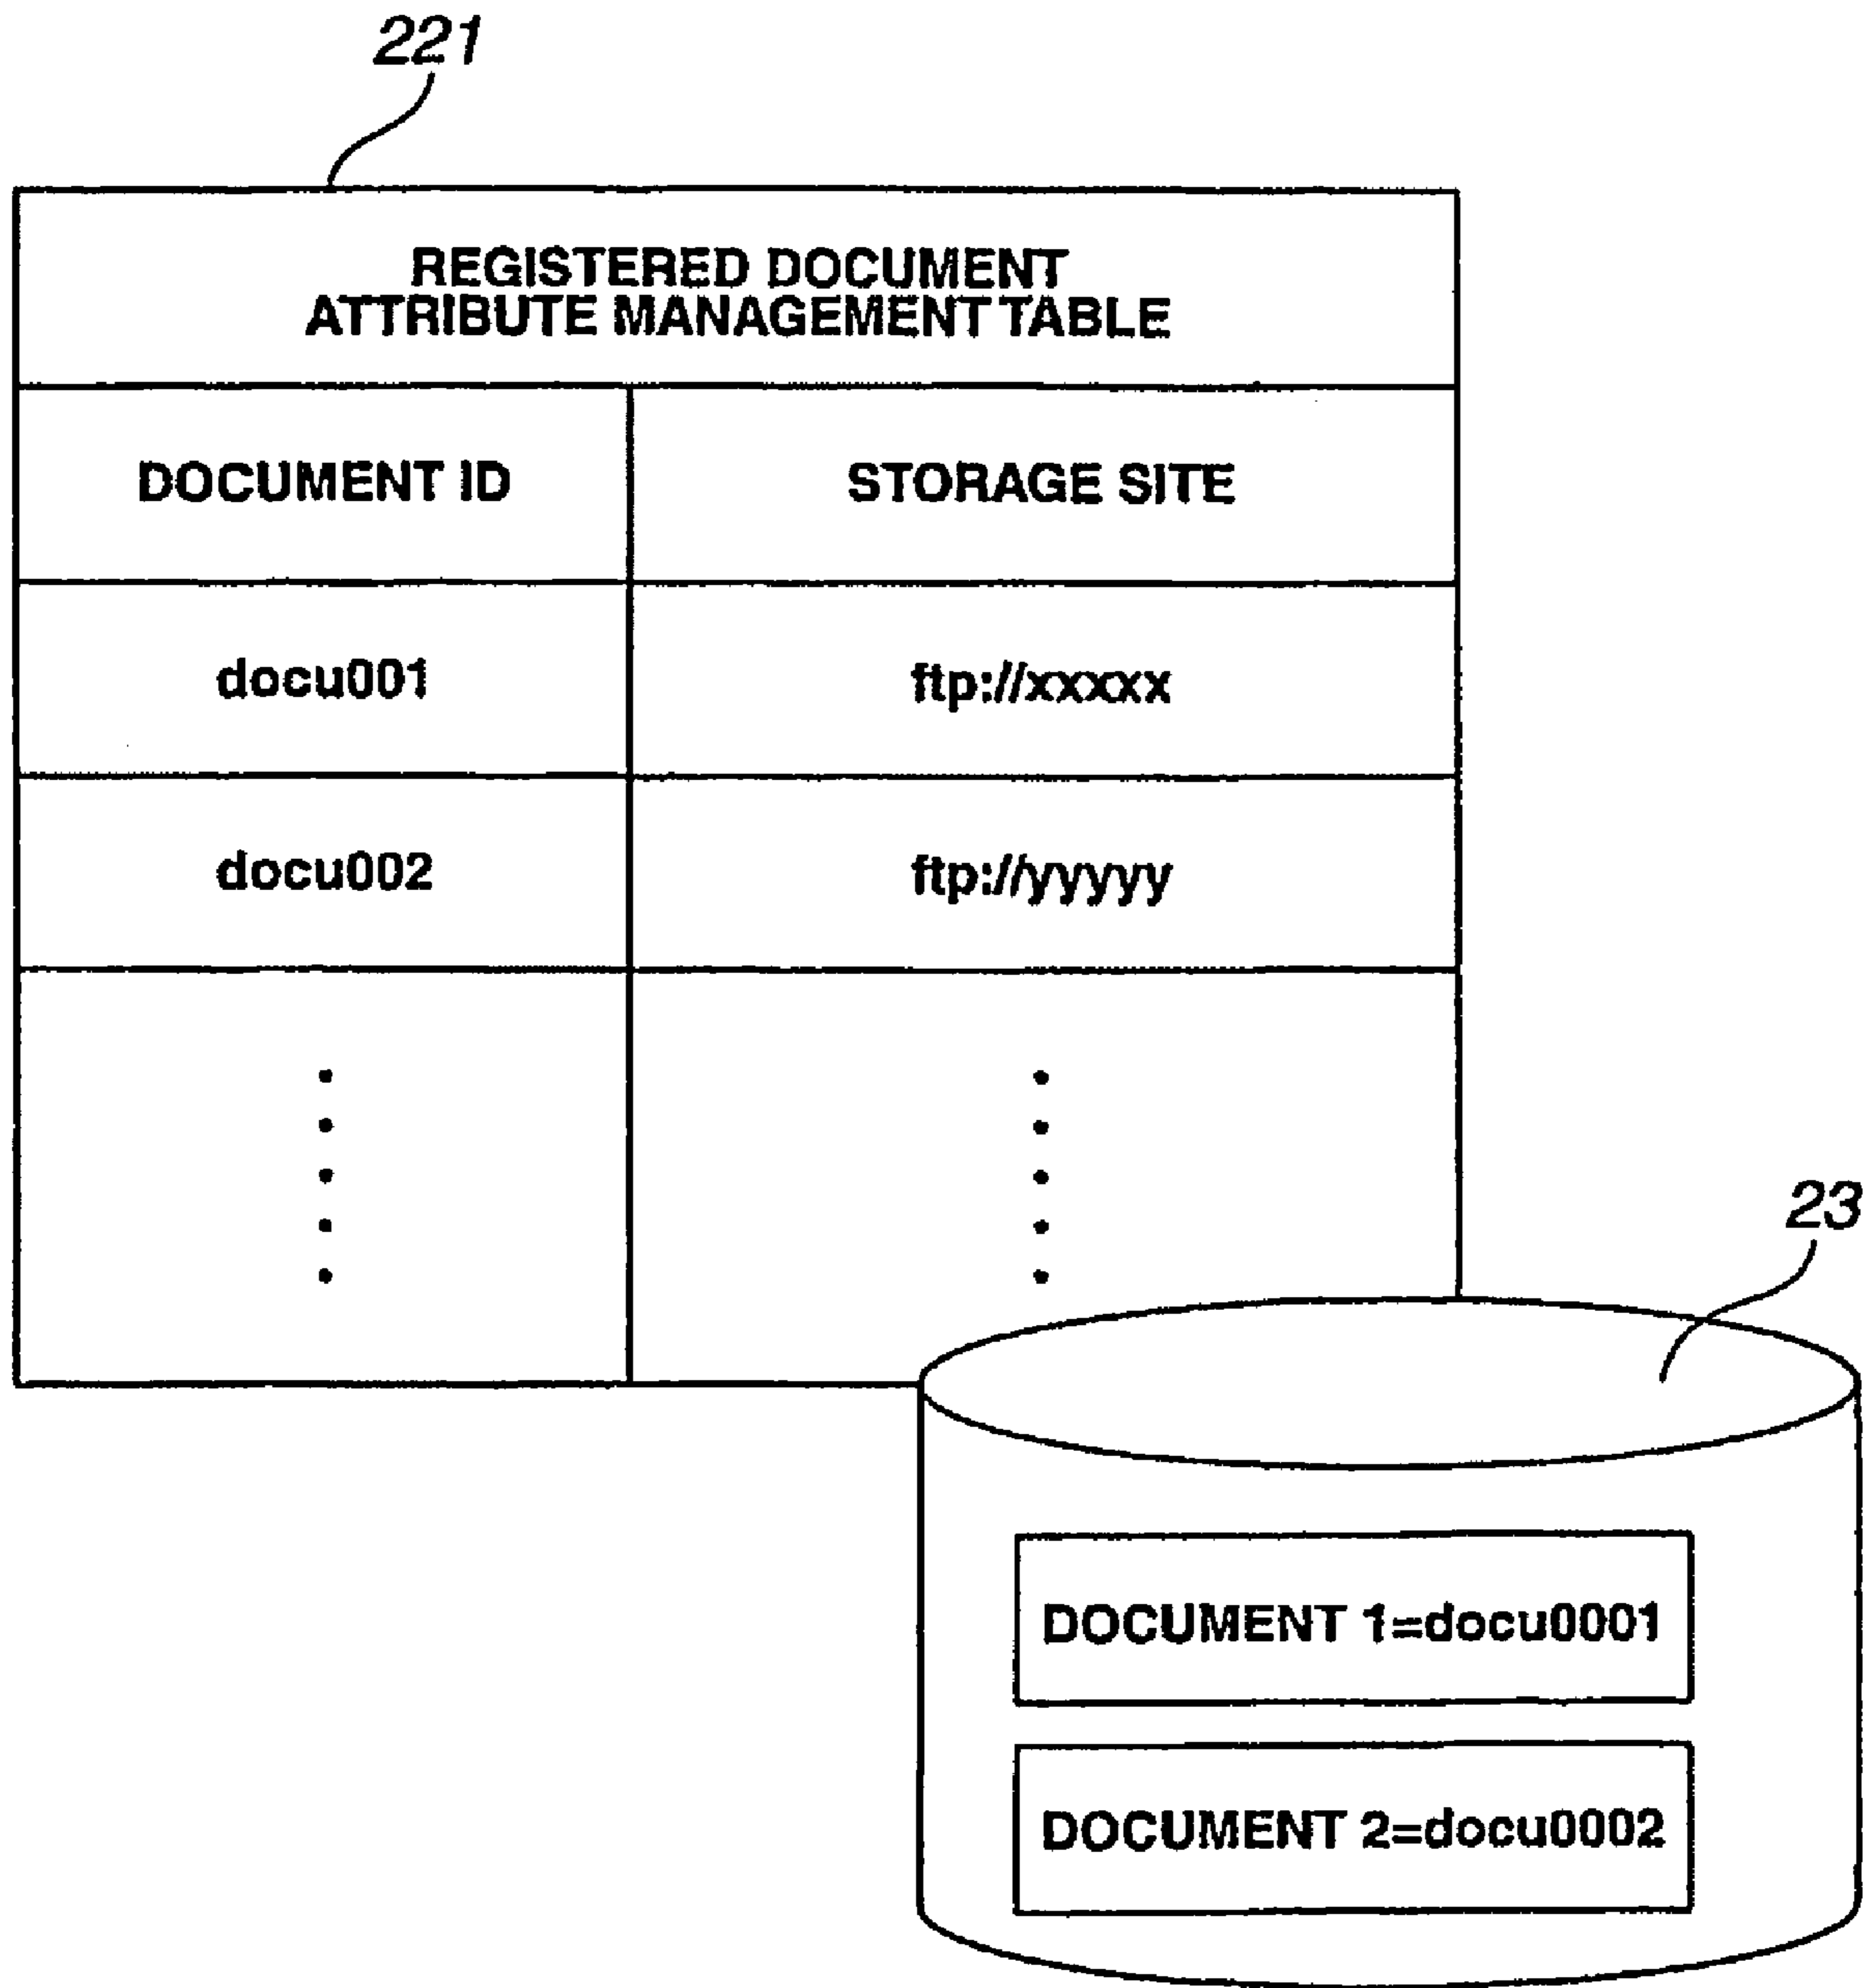 221
REGISTERED DOCUMENT
ATTRIBUTE MANAGEMENT TABLE
DOCUMENT ID STORAGE SITE
docu001 ftp://xxxxx
docu002 ftp://yyyyy
23
DOCUMENT 1=docu0001
DOCUMENT 2=docu0002